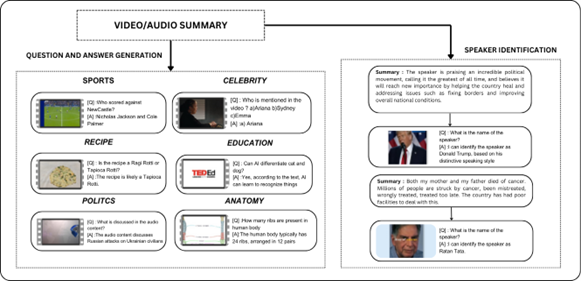 VIDEO/AUDIO SUMMARY
QUESTION AND ANSWER GENERATION
SPORTS
[Q] :Who scored against
NewCastle?
[A] :Nicholas Jackson and Cole
Palmer
CELEBRITY
[Q] : Who is mentioned in the
video ? a)Ariana b)Sydney
c)Emma
[A] :a) Ariana
RECIPE
[Q] : Is the recipe a Ragi Rotti or
Tapioca Rotti?
[A] :The recipe is likely a Tapioca
Rotti.
EDUCATION
TEDEd
[Q] : Can AI differentiate cat and
dog?
[A] :Yes, according to the text, AI
can learn to recognize things
POLITCS
[Q] :What is discussed in the audio
content?
[A] :The audio content discusses
Russian attacks on Ukrainian civilians
ANATOMY
[Q] : How many ribs are present in
human body
[A] :The human body typically has
24 ribs, arranged in 12 pairs
SPEAKER IDENTIFICATION
Summary : The speaker is praising an incredible political
movement, calling it the greatest of all time, and believes it
will reach new importance by helping the country heal and
addressing issues such as fixing borders and improving
overall national conditions.
[Q] : What is the name of the
speaker?
[A] :I can identify the speaker as
Donald Trump, based on his
distinctive speaking style
Summary : Both my mother and my father died of cancer.
Millions of people are struck by cancer, been mistreated,
wrongly treated, treated too late. The country has had poor
facilities to deal with this.
[Q] : What is the name of the
speaker?
[A] :I can identify the speaker as
Ratan Tata.